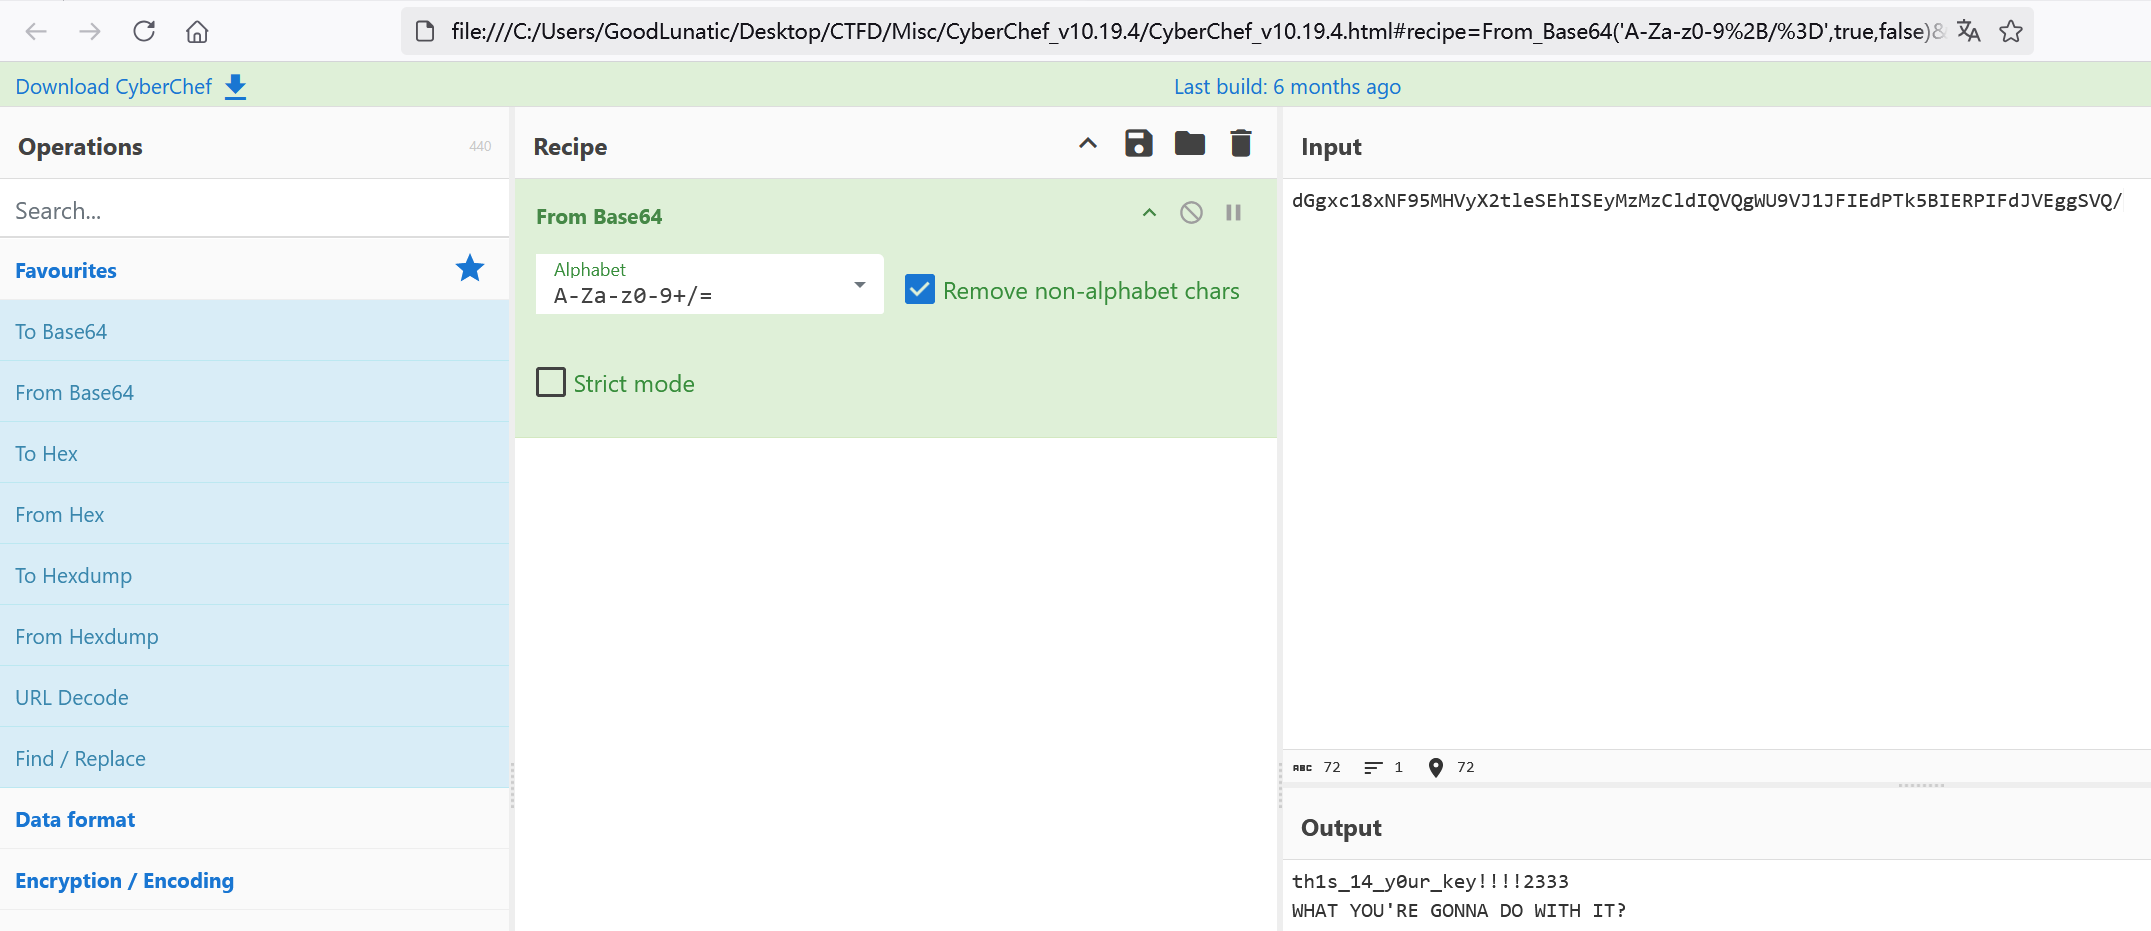 file:///C:/Users/GoodLunatic/Desktop/CTFD/Misc/CyberChef_v10.19.4/CyberChef_v10.19.4.html#recipe=From_Base64('A-Za-z0-9%2B/%3D',true,false)&
Download CyberChef
Last build: 6 months ago
Operations
440
Search...
Favourites
To Base64
From Base64
To Hex
From Hex
To Hexdump
From Hexdump
URL Decode
Find / Replace
Data format
Encryption / Encoding
Recipe
From Base64
Alphabet
A-Za-z0-9+/=
Remove non-alphabet chars
Strict mode
Input
dGgxc18xNF95MHVyX2tleSEhISEyMzMzCldIQVQgWU9VJ1JFIEdPTk5BIERPIFdJVEggSVQ/
ABC 72 1 72
Output
th1s_14_y0ur_key!!!!2333
WHAT YOU'RE GONNA DO WITH IT?